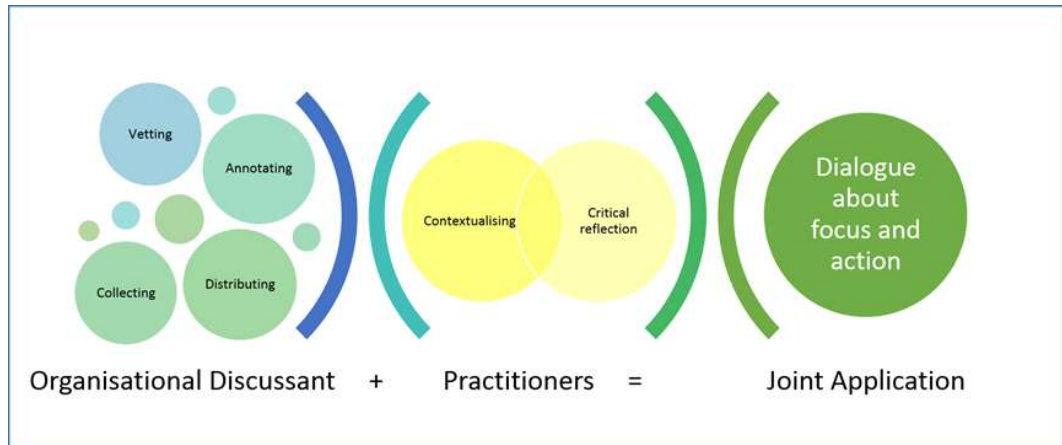 Vetting
Annotating
Collecting
Distributing
Contextualising
Critical
reflection
Dialogue
about
focus and
action
Organisational Discussant + Practitioners = Joint Application